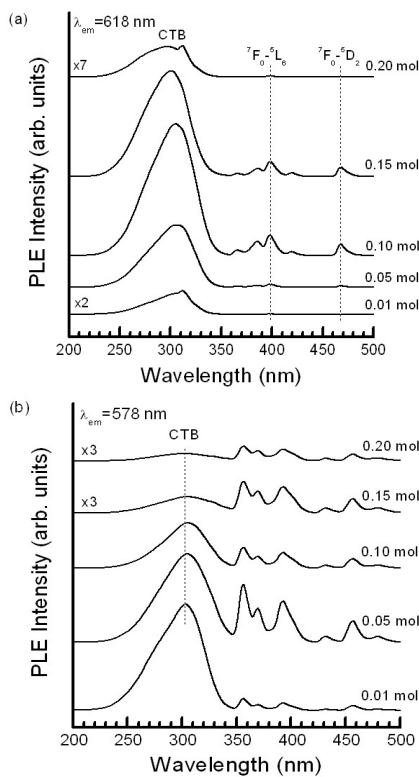 (a)
λem=618 nm
CTB
⁷F₀-⁵L₆
⁷F₀-⁵D₂
x7
0.20 mol
0.15 mol
0.10 mol
0.05 mol
x2
0.01 mol
PLE Intensity (arb. units)
200 250 300 350 400 450 500
Wavelength (nm)
(b)
λem=578 nm
CTB
x3
0.20 mol
x3
0.15 mol
0.10 mol
0.05 mol
0.01 mol
PLE Intensity (arb. units)
200 250 300 350 400 450 500
Wavelength (nm)